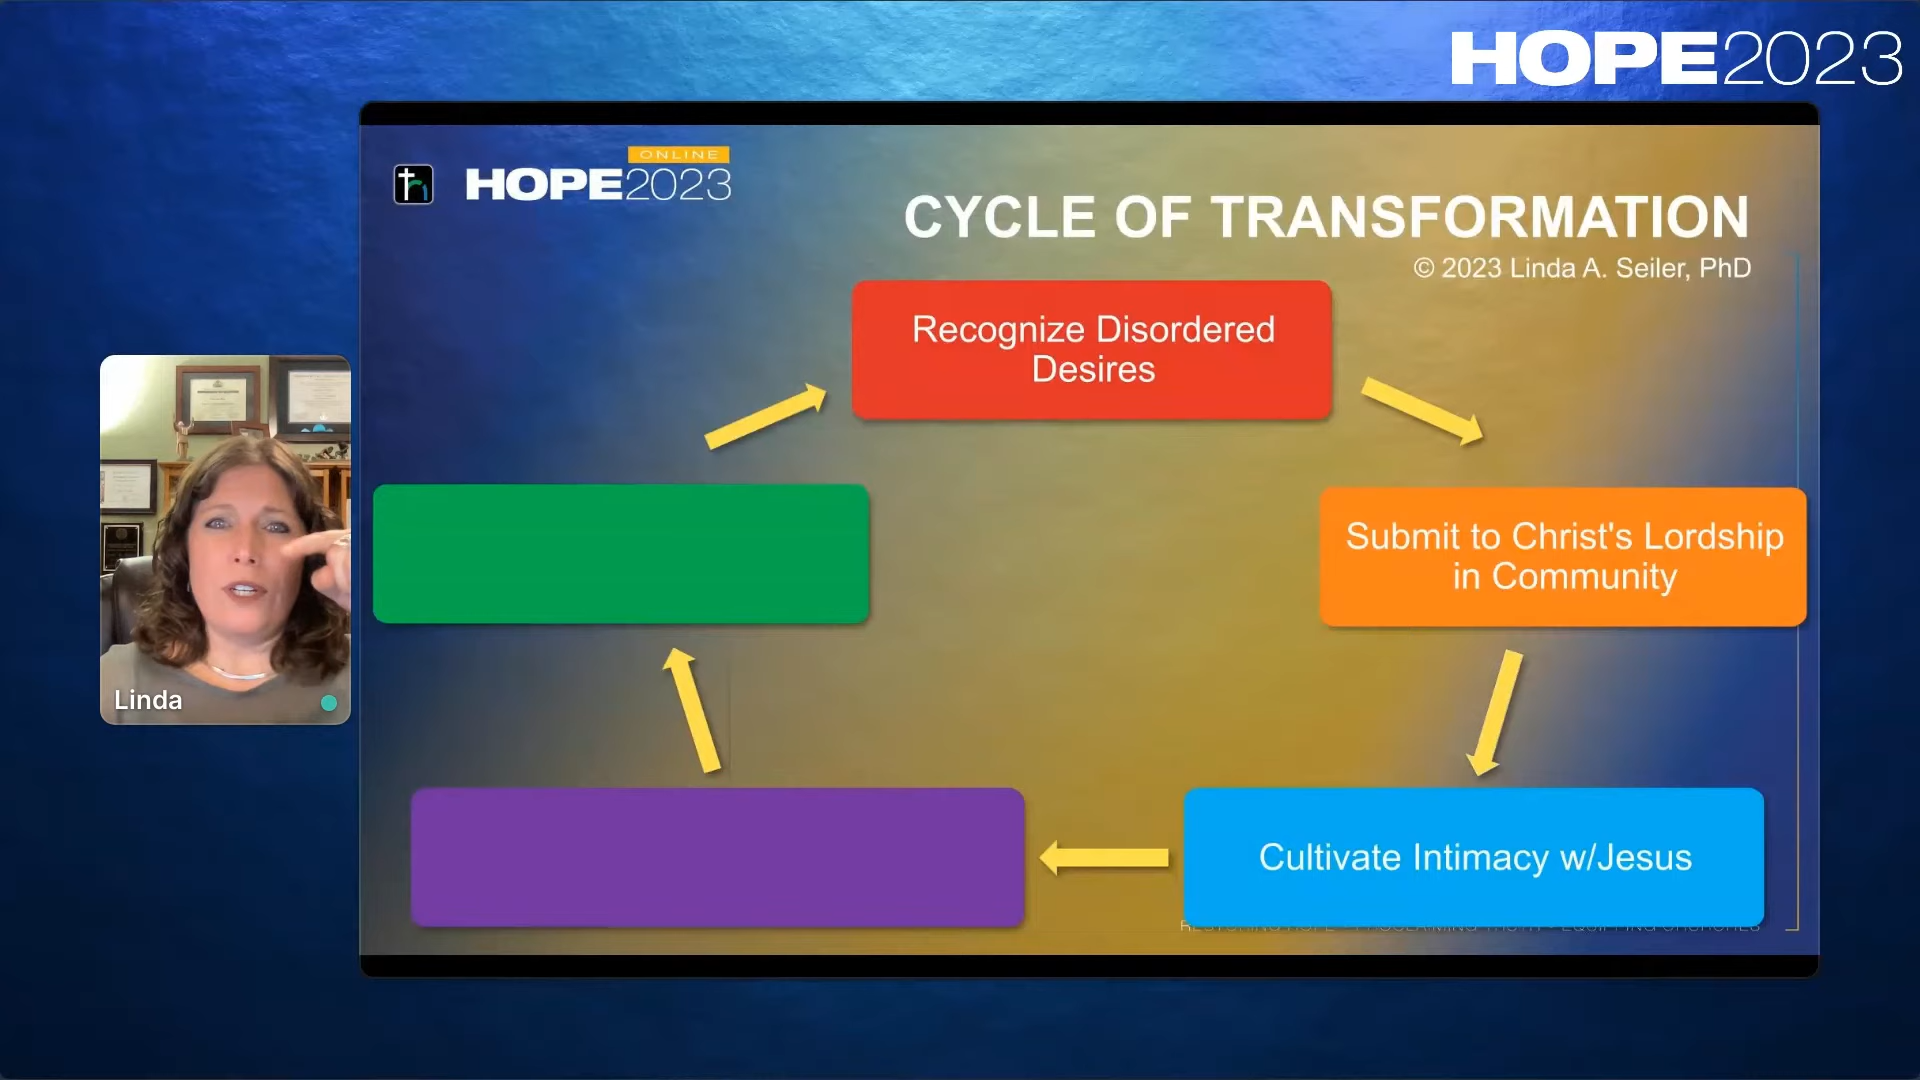 HOPE2023
ONLINE
HOPE2023
CYCLE OF TRANSFORMATION
© 2023 Linda A. Seiler, PhD
Recognize Disordered
Desires
Submit to Christ's Lordship
in Community
Cultivate Intimacy w/Jesus
Linda